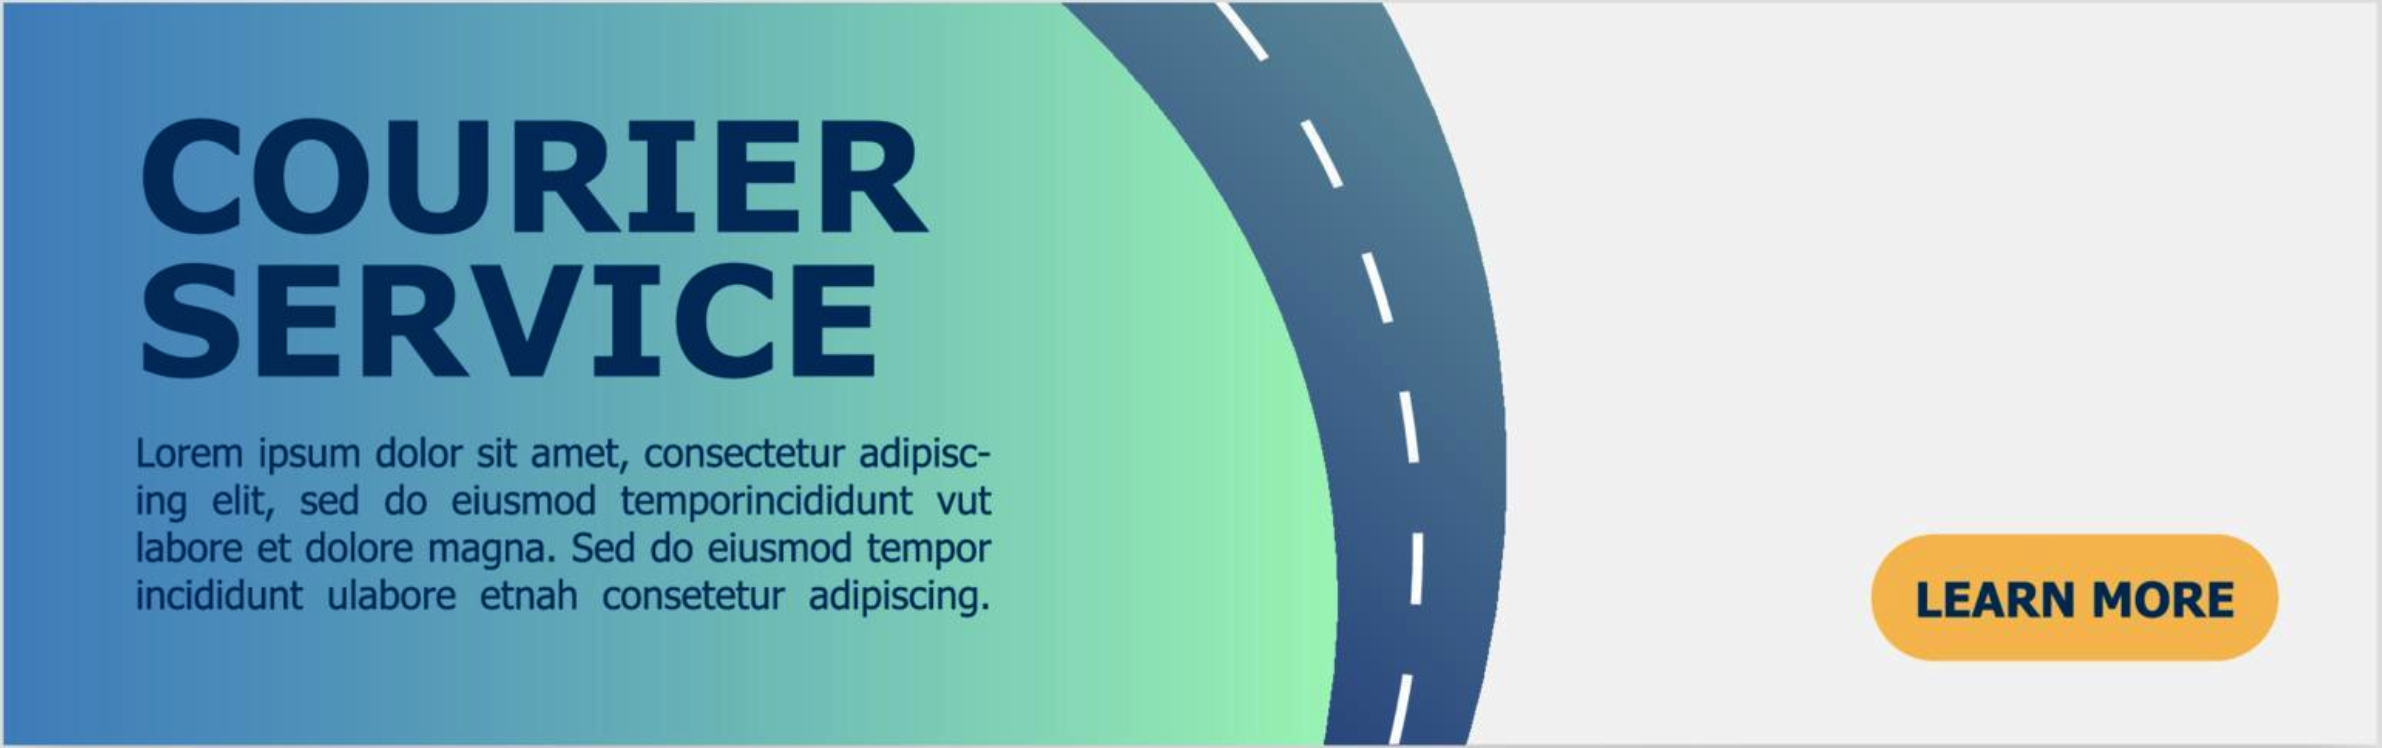 COURIER
SERVICE
Lorem ipsum dolor sit amet, consectetur adipisc-
ing elit, sed do eiusmod temporincididunt vut
labore et dolore magna. Sed do eiusmod tempor
incididunt ulabore etnah consetetur adipiscing.
LEARN MORE